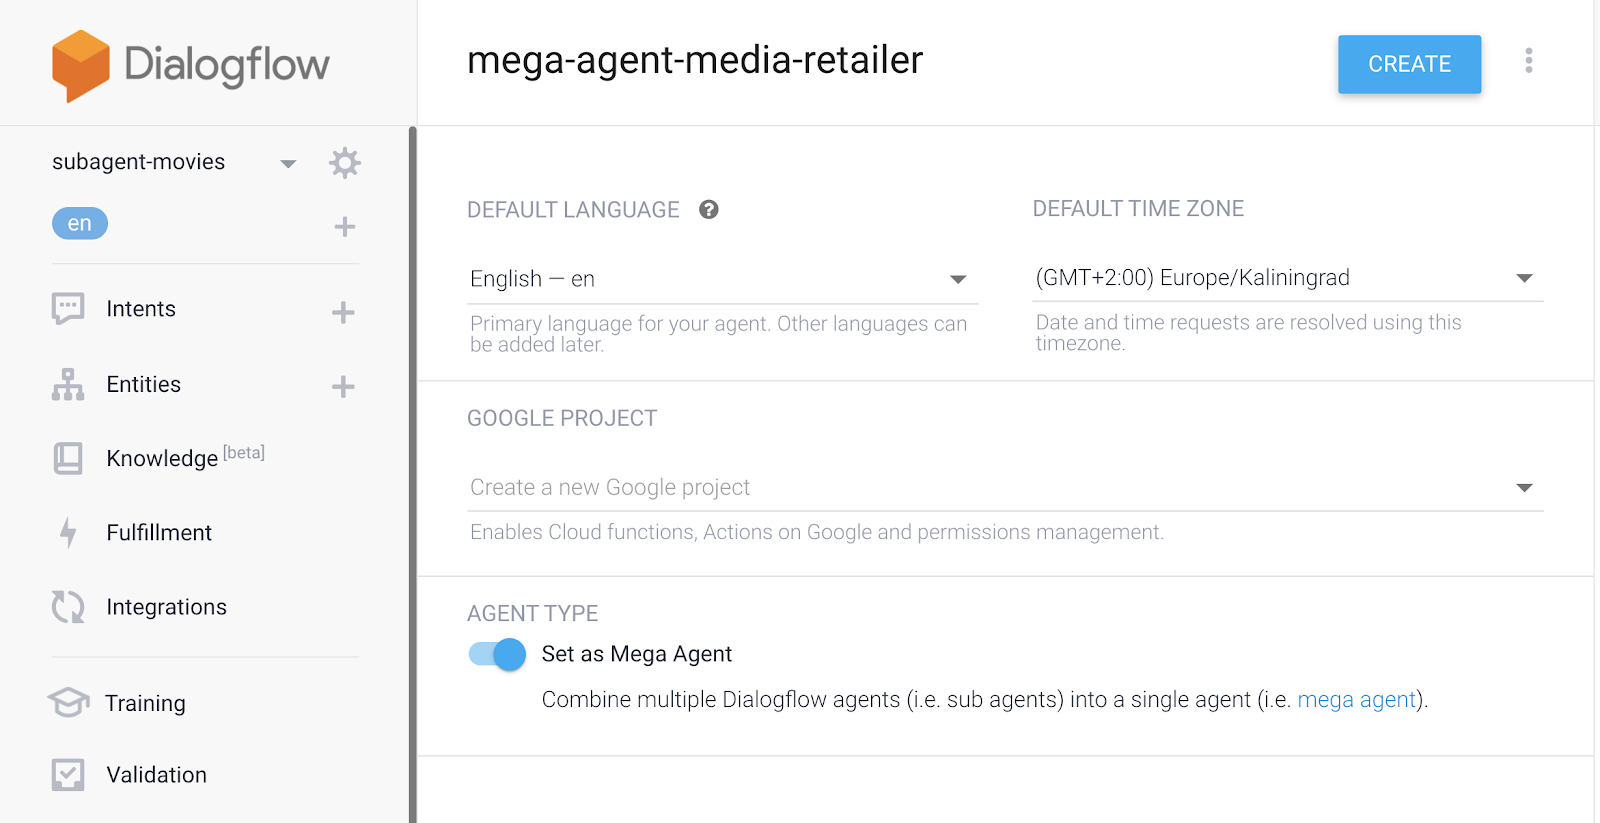 Dialogflow
mega-agent-media-retailer
CREATE
subagent-movies
en
Intents
Entities
Knowledge [beta]
Fulfillment
Integrations
Training
Validation
DEFAULT LANGUAGE
English — en
Primary language for your agent. Other languages can
be added later.
DEFAULT TIME ZONE
(GMT+2:00) Europe/Kaliningrad
Date and time requests are resolved using this
timezone.
GOOGLE PROJECT
Create a new Google project
Enables Cloud functions, Actions on Google and permissions management.
AGENT TYPE
Set as Mega Agent
Combine multiple Dialogflow agents (i.e. sub agents) into a single agent (i.e. mega agent).